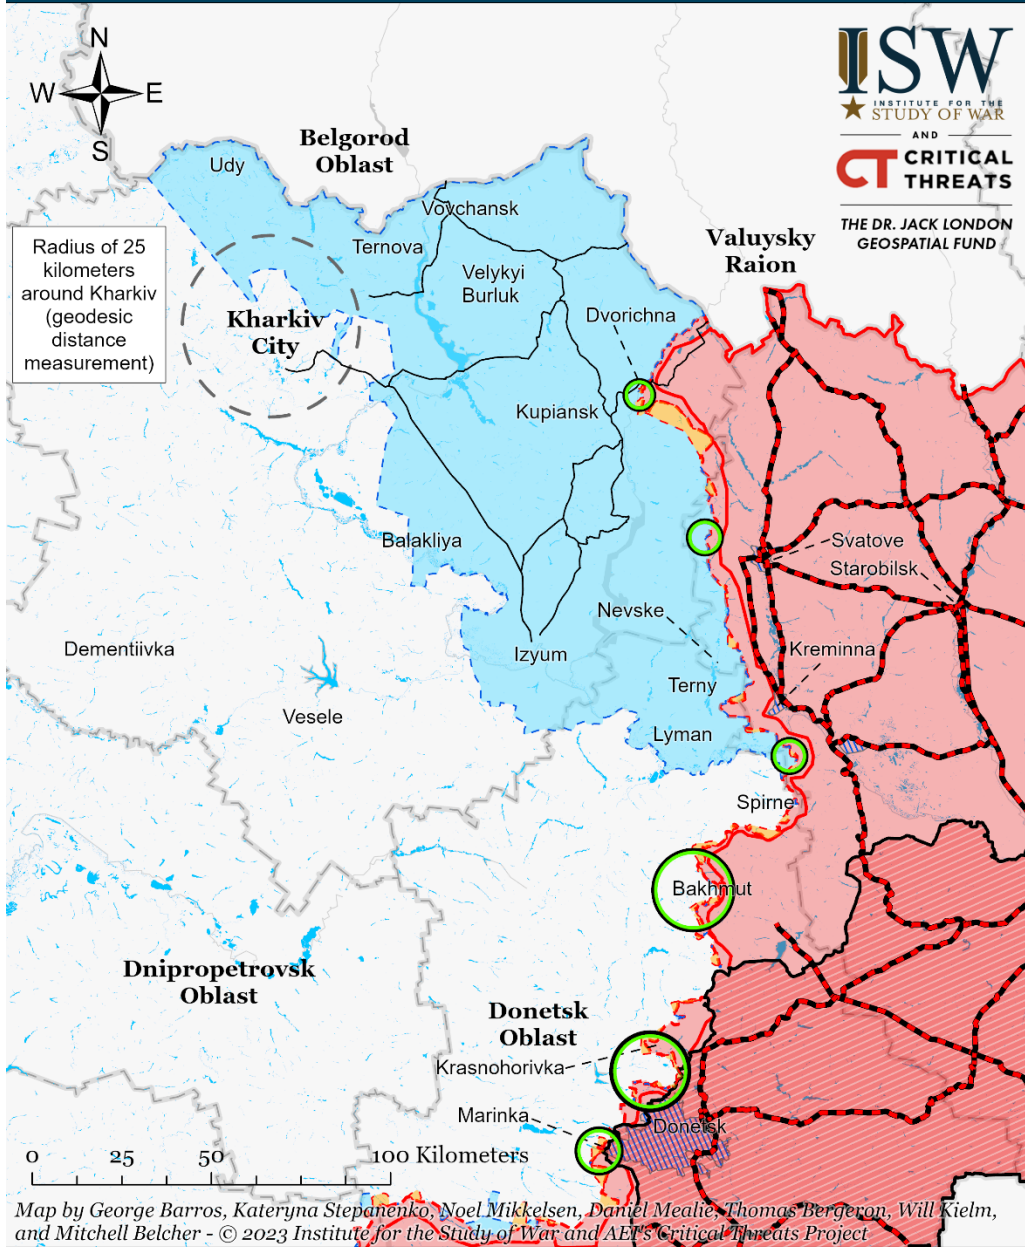 N
W E
S
ISW
INSTITUTE FOR THE
STUDY OF WAR
AND
CT CRITICAL
THREATS
THE DR. JACK LONDON
GEOSPATIAL FUND
Belgorod
Oblast
Udy
Vovchansk
Ternova
Valuysky
Raion
Radius of 25
kilometers
around Kharkiv
(geodesic
distance
measurement)
Velykyi
Burluk
Dvorichna
Kharkiv
City
Kupiansk
Balakliya
Svatove
Starobilsk
Nevske
Dementiivka
Izyum
Kreminna
Terny
Vesele
Lyman
Spirne
Bakhmut
Dnipropetrovsk
Oblast
Donetsk
Oblast
Krasnohorivka
Marinka
Donetsk
0 25 50 100 Kilometers
Map by George Barros, Kateryna Stepanenko, Noel Mikkelsen, Daniel Mealie, Thomas Bergeron, Will Kielm,
and Mitchell Belcher - © 2023 Institute for the Study of War and AEI's Critical Threats Project